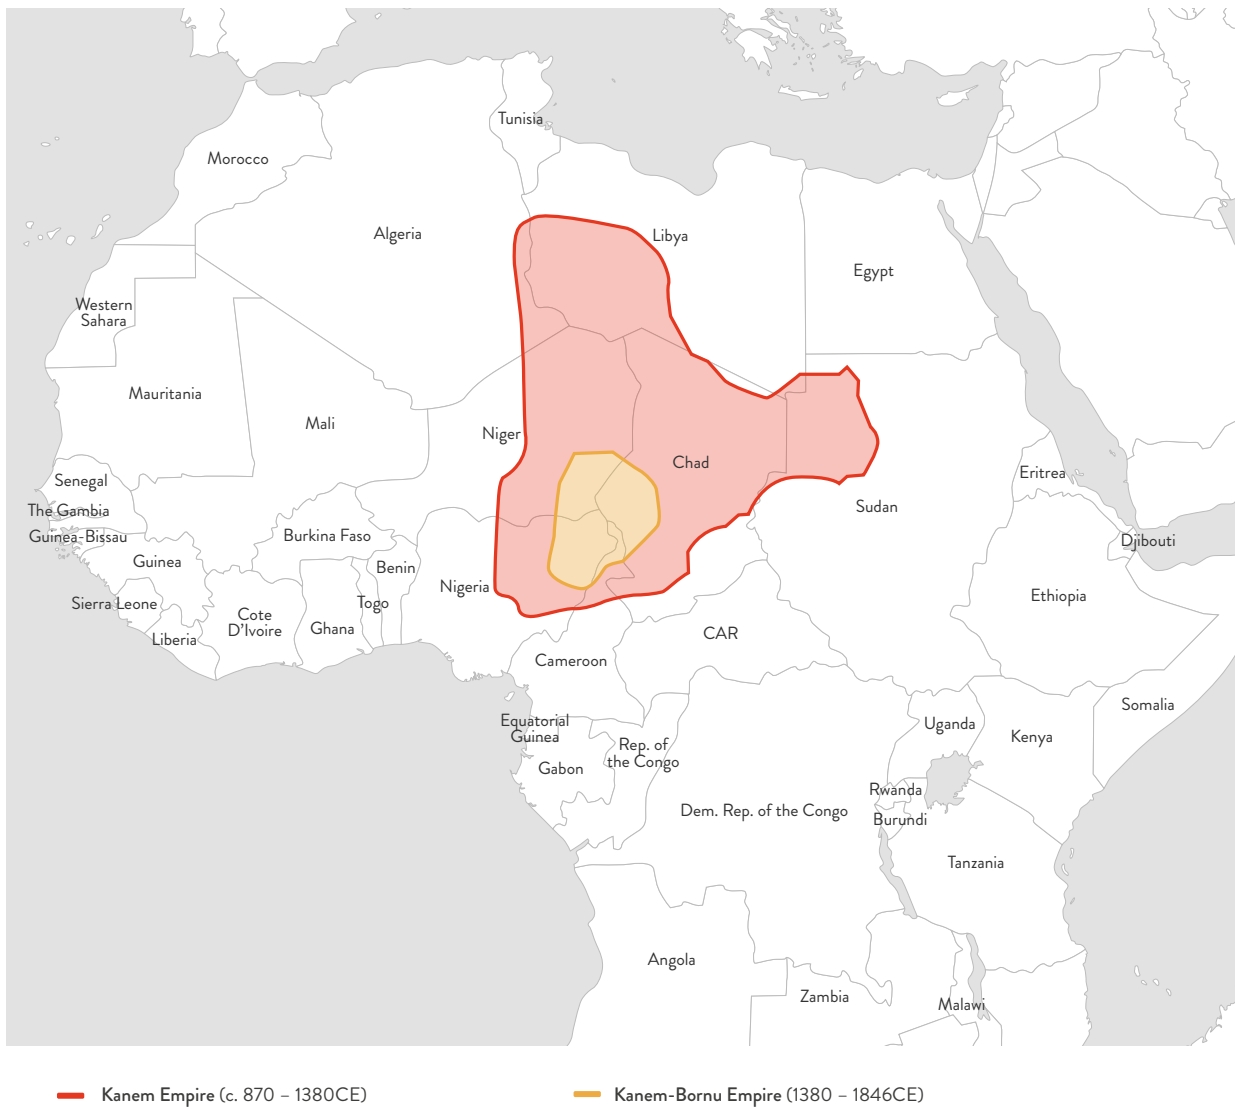 Tunisia
Morocco
Algeria
Libya
Egypt
Western
Sahara
Mauritania
Mali
Niger
Chad
Senegal
The Gambia
Guinea-Bissau
Guinea
Sierra Leone
Liberia
Cote
D'Ivoire
Burkina Faso
Ghana
Togo
Benin
Nigeria
Sudan
Eritrea
Djibouti
Ethiopia
CAR
Cameroon
Equatorial
Guinea
Gabon
Rep. of
the Congo
Dem. Rep. of the Congo
Uganda
Kenya
Somalia
Rwanda
Burundi
Tanzania
Angola
Zambia
Malawi
Kanem Empire (c. 870 – 1380CE)
Kanem-Bornu Empire (1380 – 1846CE)